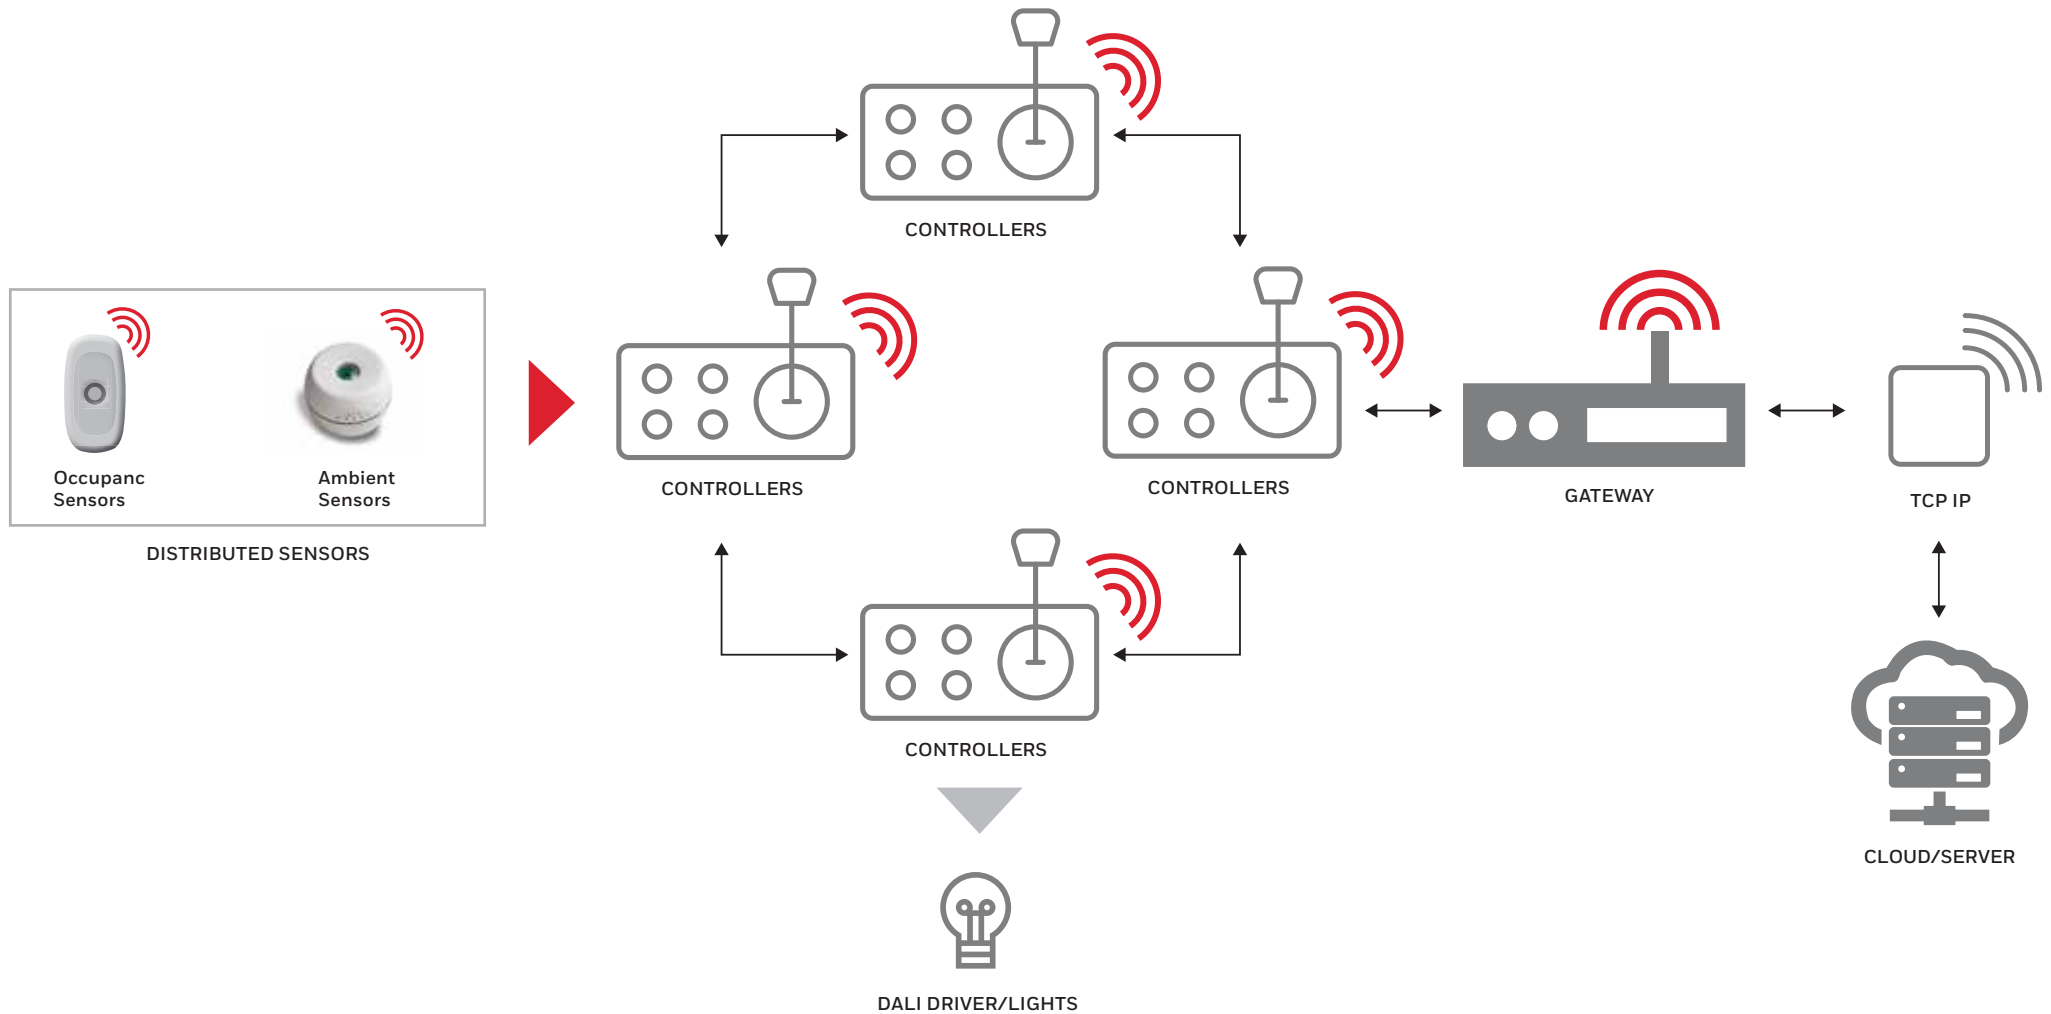 CONTROLLERS
Occupanc
Sensors
Ambient
Sensors
DISTRIBUTED SENSORS
CONTROLLERS
CONTROLLERS
GATEWAY
TCP IP
CONTROLLERS
CLOUD/SERVER
DALI DRIVER/LIGHTS